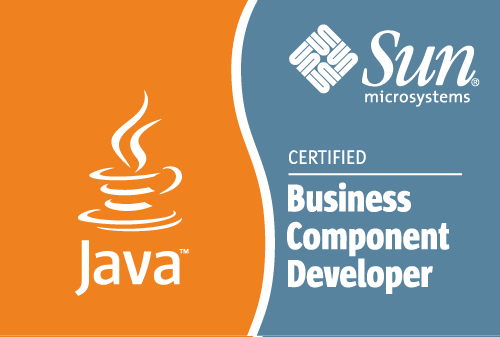 Sun®
microsystems
CERTIFIED
Business
Component
Developer
Java™